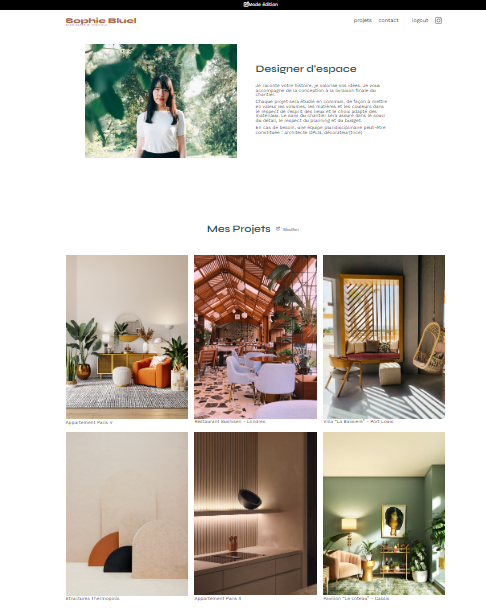 Mode édition
Sophie Bluel
projets contact logout
Designer d'espace
Je raconte votre histoire, je valorise vos idées. Je vous
accompagne de la conception à la livraison finale du
chantier.
Chaque projet sera étudié en commun, de façon à mettre
en valeur les volumes, les matières et les couleurs dans
le respect de l'esprit des lieux et le choix adapté des
matériaux. Le suivi du chantier sera assuré dans le souci
du détail, le respect du planning et du budget.
En cas de besoin, une équipe pluridisciplinaire peut-être
constituée : architecte DPLG, décorateur(trice)
Mes Projets
Appartement Paris V
Restaurant Sushisen - Londres
Villa "La Balisiere" - Port Louis
Structures Thermopolis
Appartement Paris X
Pavillon "Le coteau" - Cassis